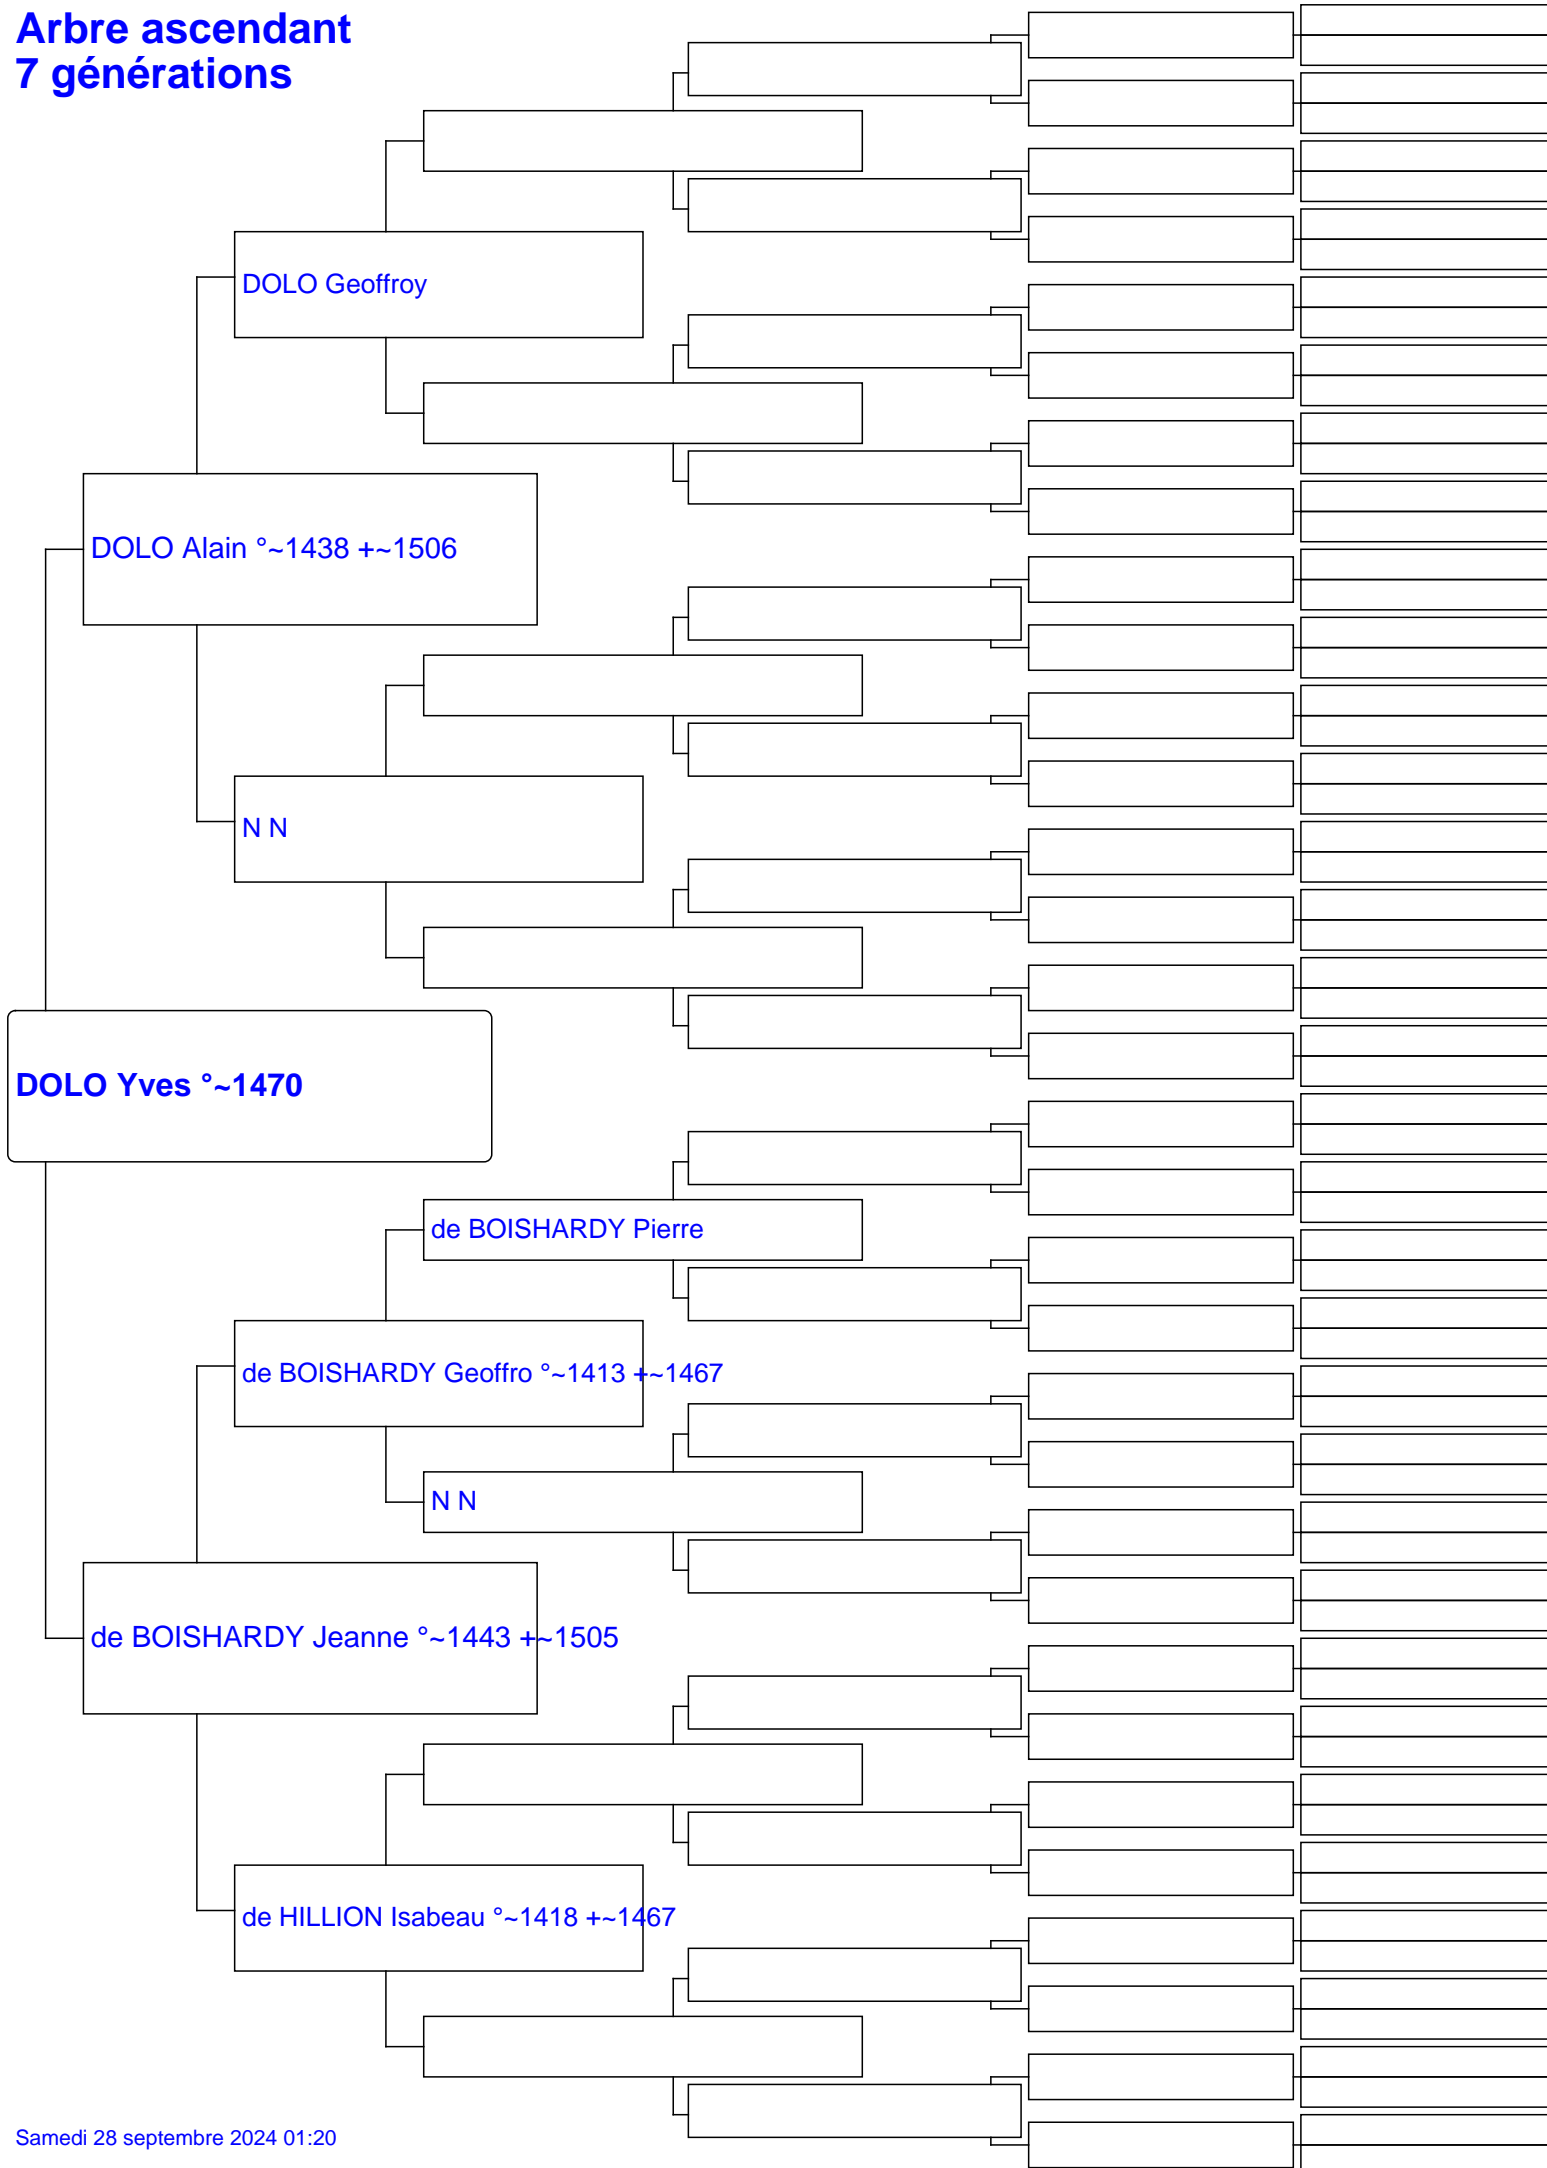 Arbre ascendant
7 générations
DOLO Geoffroy
DOLO Alain °~1438 +~1506
N N
DOLO Yves °~1470
de BOISHARDY Pierre
de BOISHARDY Geoffro °~1413 +~1467
N N
de BOISHARDY Jeanne °~1443 +~1505
de HILLION Isabeau °~1418 +~1467
Samedi 28 septembre 2024 01:20